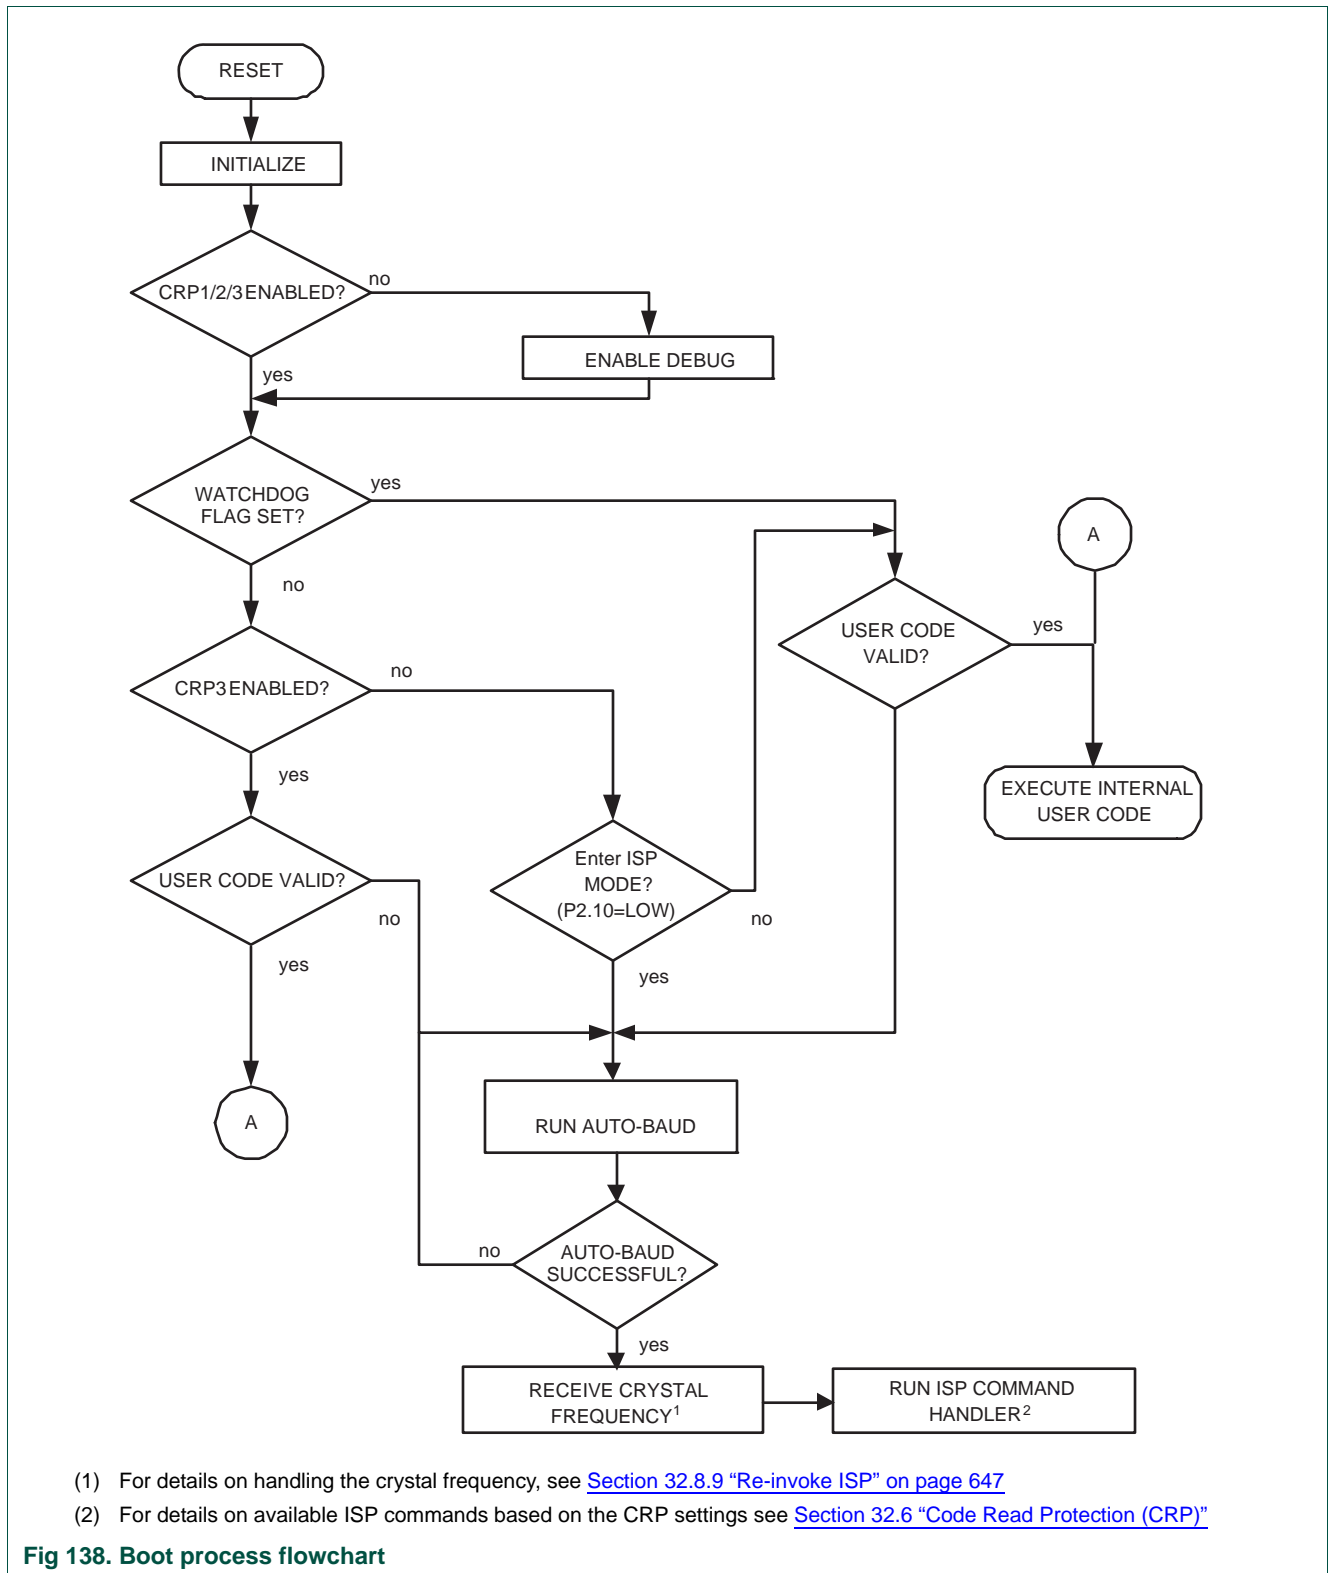 RESET
INITIALIZE
CRP1/2/3 ENABLED?
no
ENABLE DEBUG
yes
WATCHDOG
FLAG SET?
yes
A
no
USER CODE
VALID?
yes
CRP3 ENABLED?
no
yes
EXECUTE INTERNAL
USER CODE
USER CODE VALID?
no
Enter ISP
MODE?
(P2.10=LOW)
no
yes
yes
A
RUN AUTO-BAUD
no
AUTO-BAUD
SUCCESSFUL?
yes
RECEIVE CRYSTAL
FREQUENCY1
RUN ISP COMMAND
HANDLER2
(1) For details on handling the crystal frequency, see Section 32.8.9 “Re-invoke ISP” on page 647
(2) For details on available ISP commands based on the CRP settings see Section 32.6 “Code Read Protection (CRP)”
Fig 138. Boot process flowchart